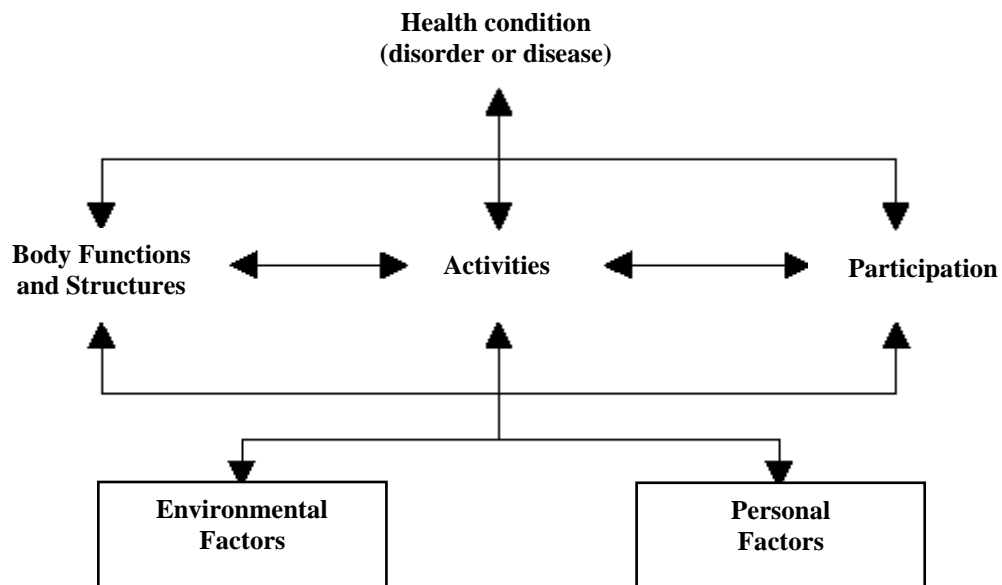 Health condition
(disorder or disease)
Body Functions
and Structures
Activities
Participation
Environmental
Factors
Personal
Factors